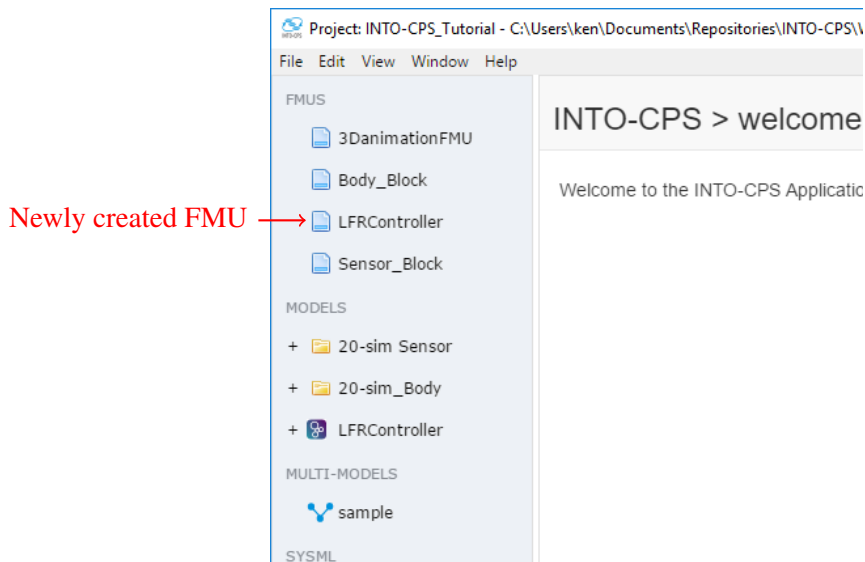 Project: INTO-CPS_Tutorial - C:\Users\ken\Documents\Repositories\INTO-CPS\
File Edit View Window Help
FMUS
3DanimationFMU
Body_Block
Newly created FMU
LFRController
Sensor_Block
MODELS
+ 20-sim Sensor
+ 20-sim_Body
+ LFRController
MULTI-MODELS
sample
SYSML
INTO-CPS > welcome
Welcome to the INTO-CPS Applicatio